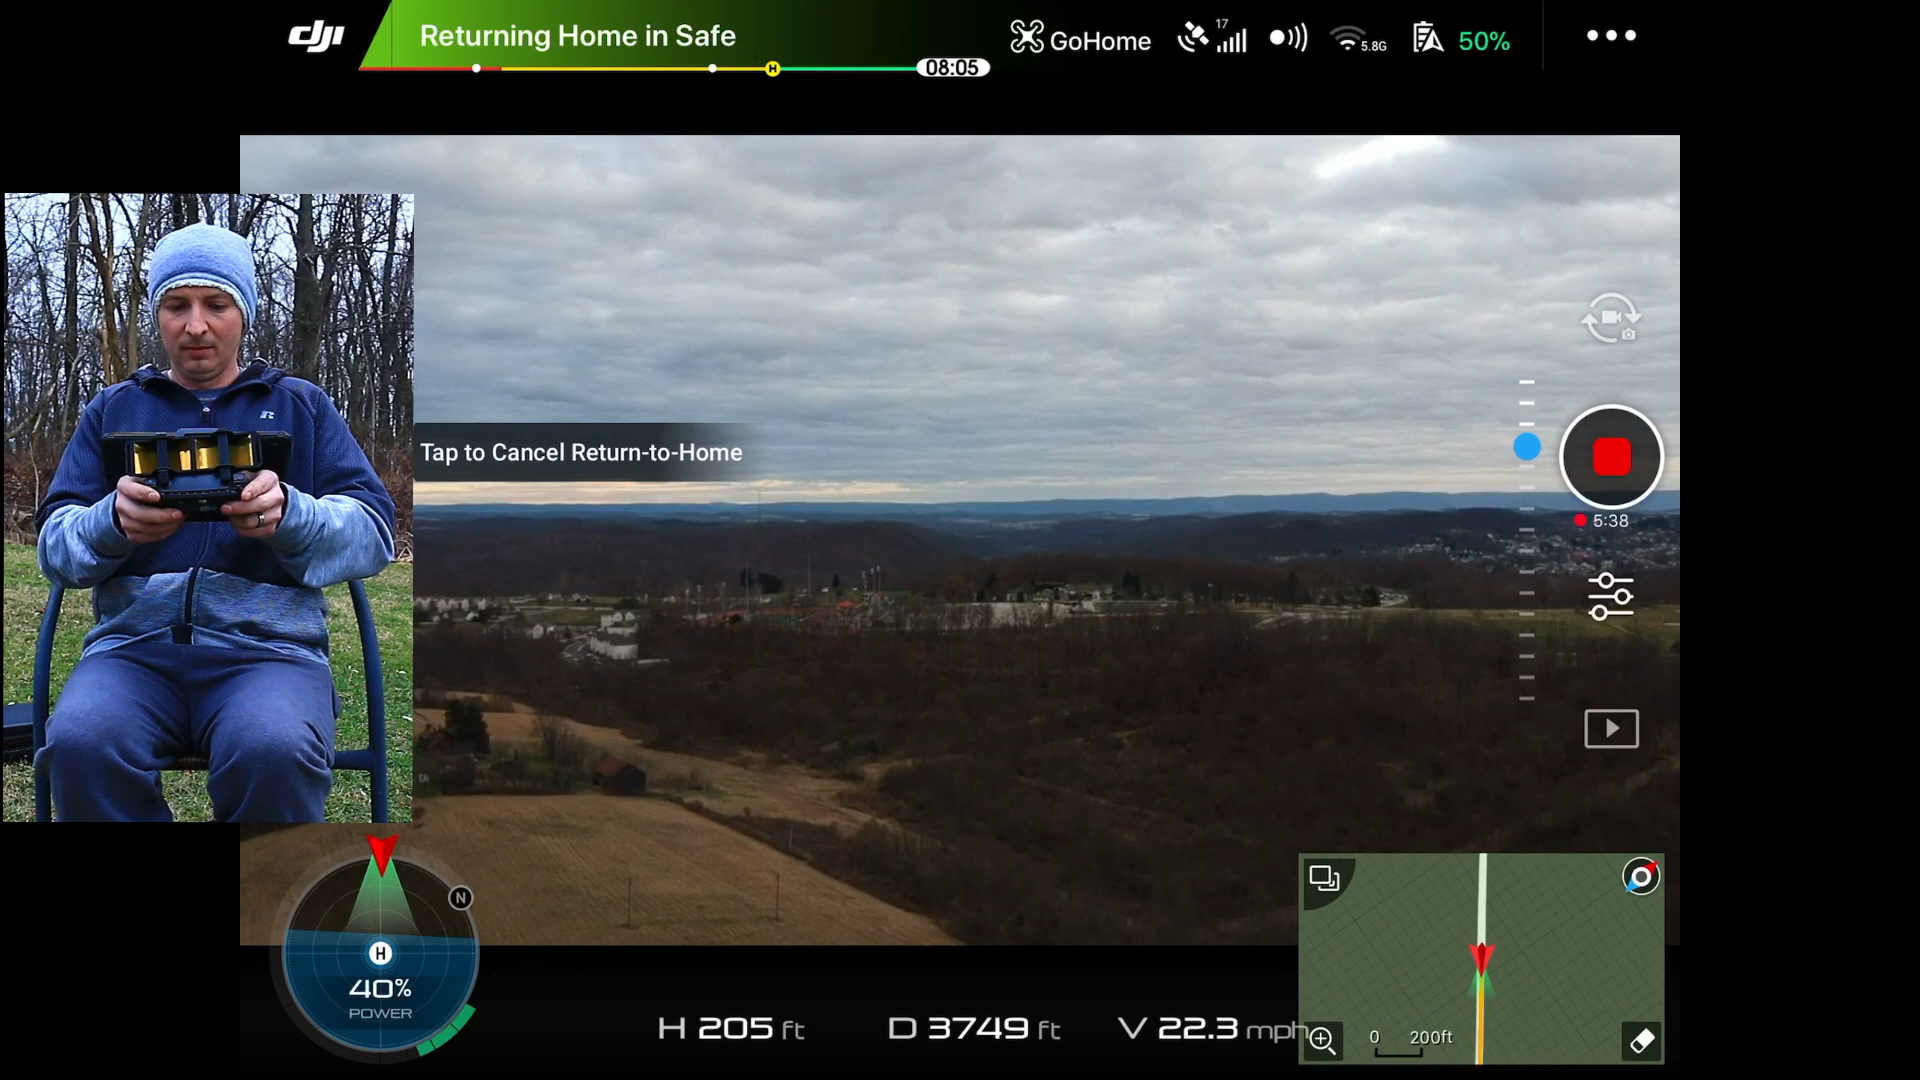 dji
Returning Home in Safe
GoHome
17
5.8G
50%
08:05
H
Tap to Cancel Return-to-Home
5:38
R
N
H
40%
POWER
H 205 ft
D 3749 ft
V 22.3 mph
0 200ft